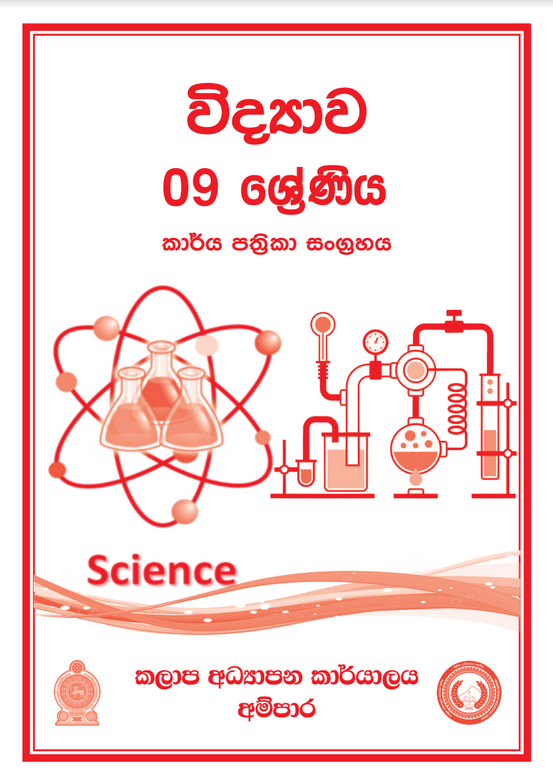 විද්‍යාව
09 ශ්‍රේණිය
කාර්ය පත්‍රිකා සංග්‍රහය
Science
කලාප අධ්‍යාපන කාර්යාලය
අම්පාර